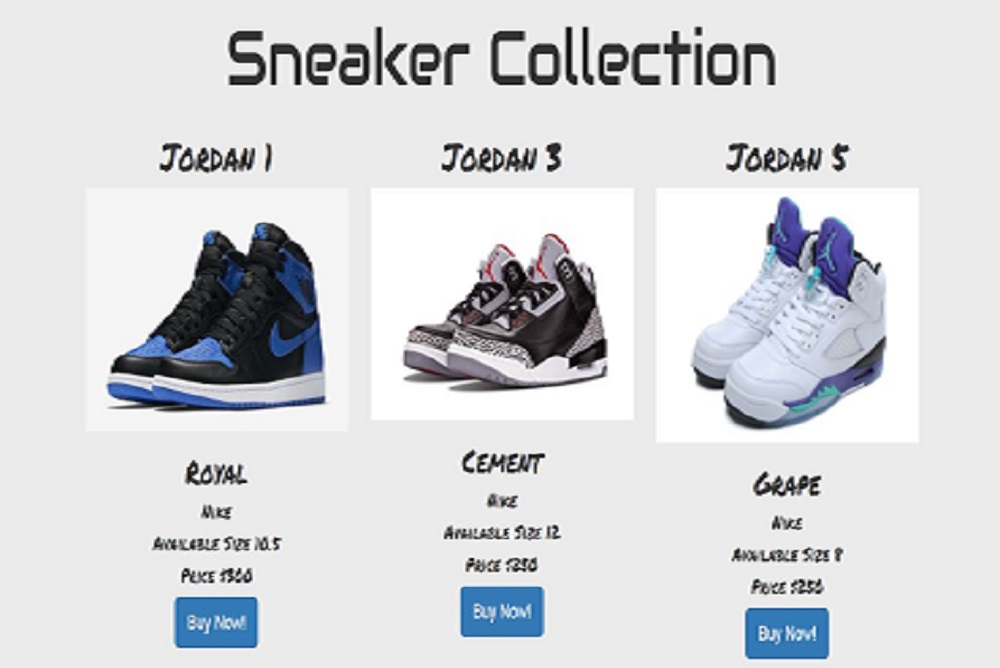 Sneaker Collection
Jordan 1
Jordan 3
Jordan 5
Royal
Nike
Available Size 10.5
Price $300
Buy Now!
Cement
Nike
Available Size 12
Price $250
Buy Now!
Grape
Nike
Available Size 8
Price $250
Buy Now!